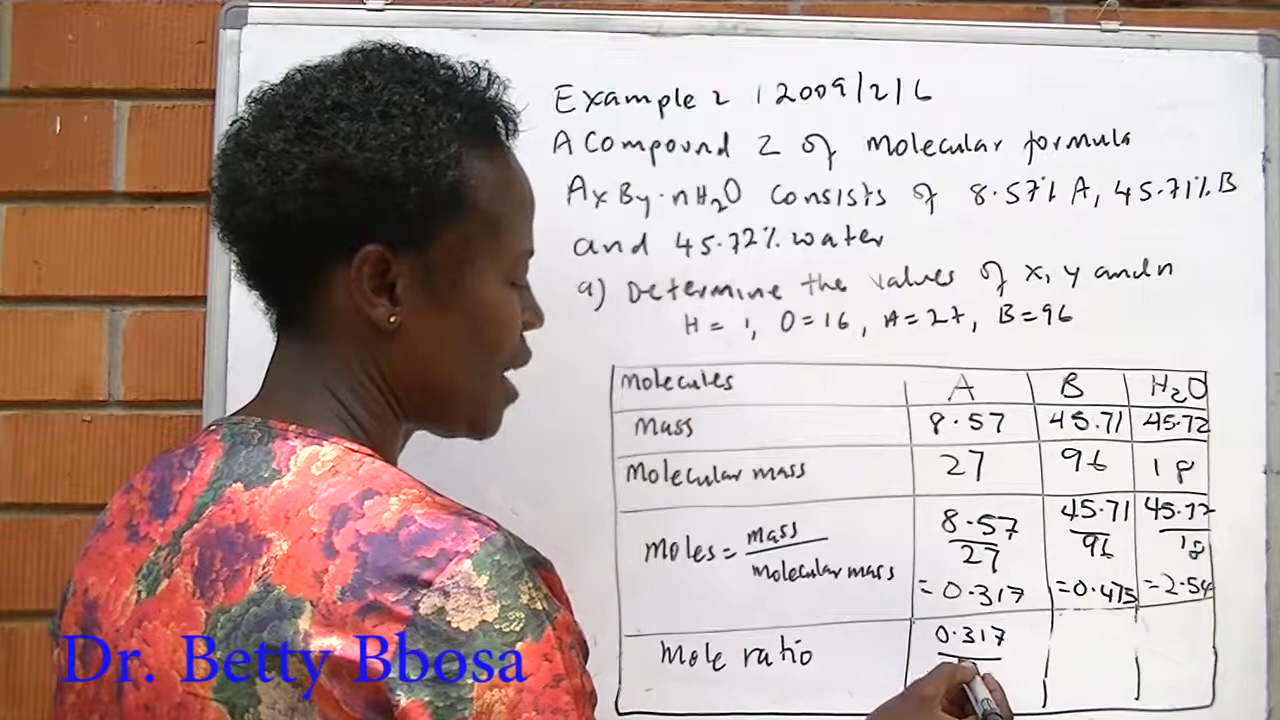 Example 2 | 2009/2/6
A Compound Z of Molecular formula
AxBy·nH2O consists of 8.57% A, 45.71% B
and 45.72% water
a) Determine the values of x, y and n
H = 1, O = 16, A = 27, B = 96
Molecules A B H2O
Mass 8.57 45.71 45.72
Molecular mass 27 96 18
Moles = mass / molecular mass 8.57/27 45.71/96 45.72/18
= 0.317 = 0.475 = 2.54
Mole ratio 0.317
Dr. Betty Bbosa